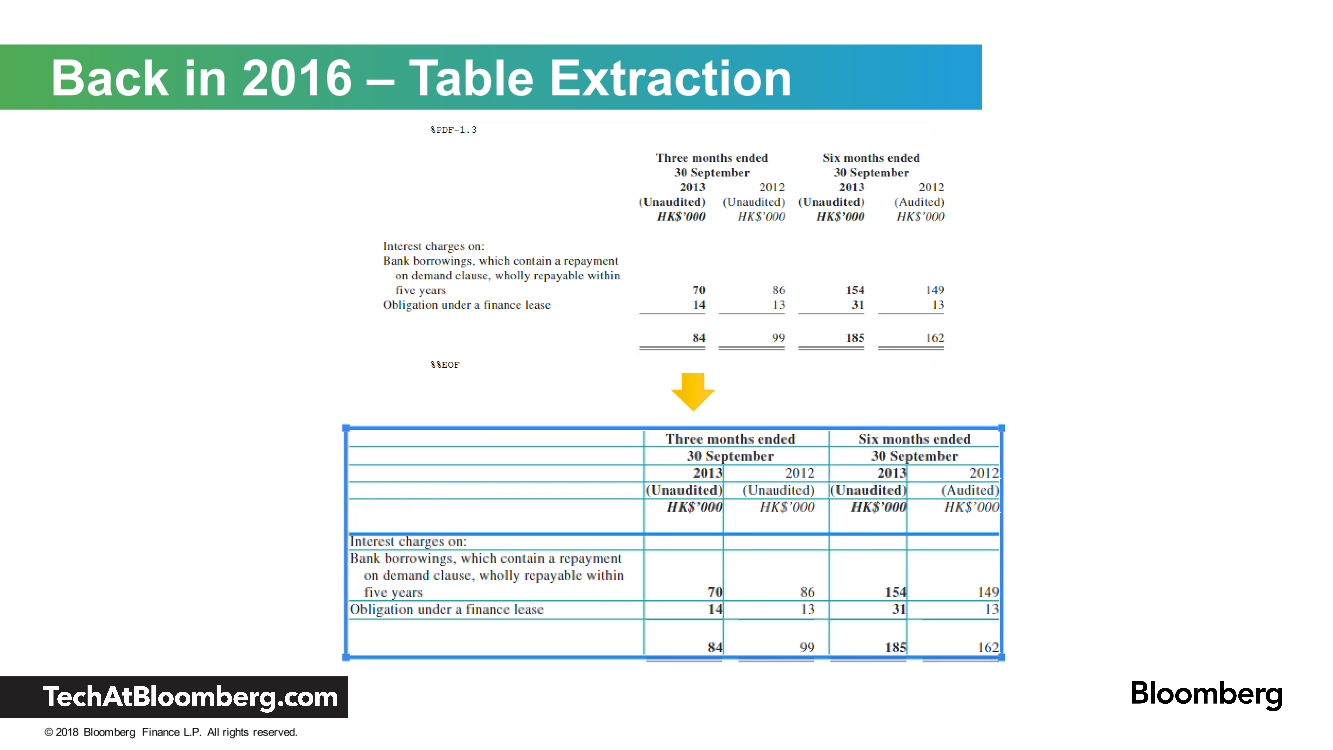 Back in 2016 – Table Extraction
%PDF-1.3
Three months ended Six months ended
30 September 30 September
2013 2012 2013 2012
(Unaudited) (Unaudited) (Unaudited) (Audited)
HK$'000 HK$'000 HK$'000 HK$'000
Interest charges on:
Bank borrowings, which contain a repayment
on demand clause, wholly repayable within
five years 70 86 154 149
Obligation under a finance lease 14 13 31 13
84 99 185 162
%%EOF
Three months ended Six months ended
30 September 30 September
2013 2012 2013 2012
(Unaudited) (Unaudited) (Unaudited) (Audited)
HK$'000 HK$'000 HK$'000 HK$'000
Interest charges on:
Bank borrowings, which contain a repayment
on demand clause, wholly repayable within
five years 70 86 154 149
Obligation under a finance lease 14 13 31 13
84 99 185 162
TechAtBloomberg.com
Bloomberg
© 2018 Bloomberg Finance L.P. All rights reserved.